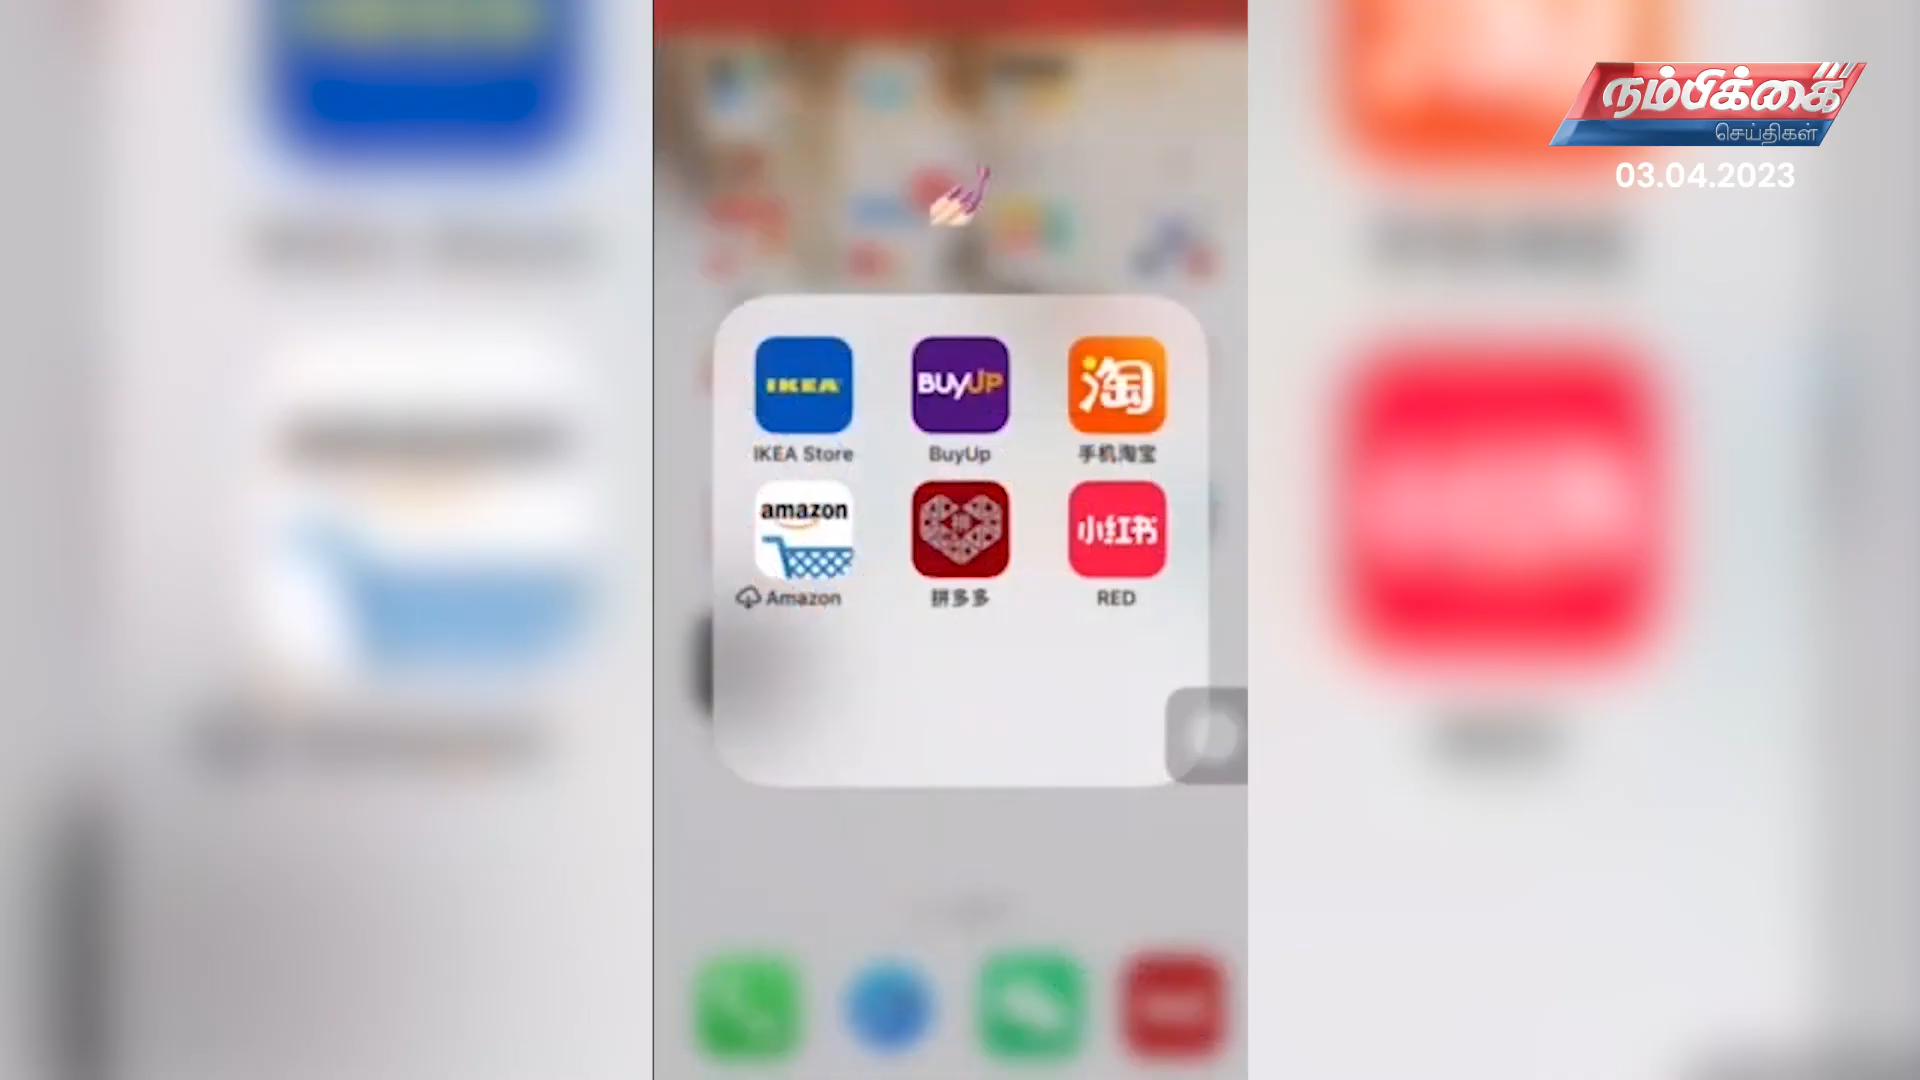 நம்பிக்கை
செய்திகள்
03.04.2023
IKEA
BUYUP
淘
IKEA Store
BuyUp
手机淘宝
amazon
拼
小红书
Amazon
拼多多
RED